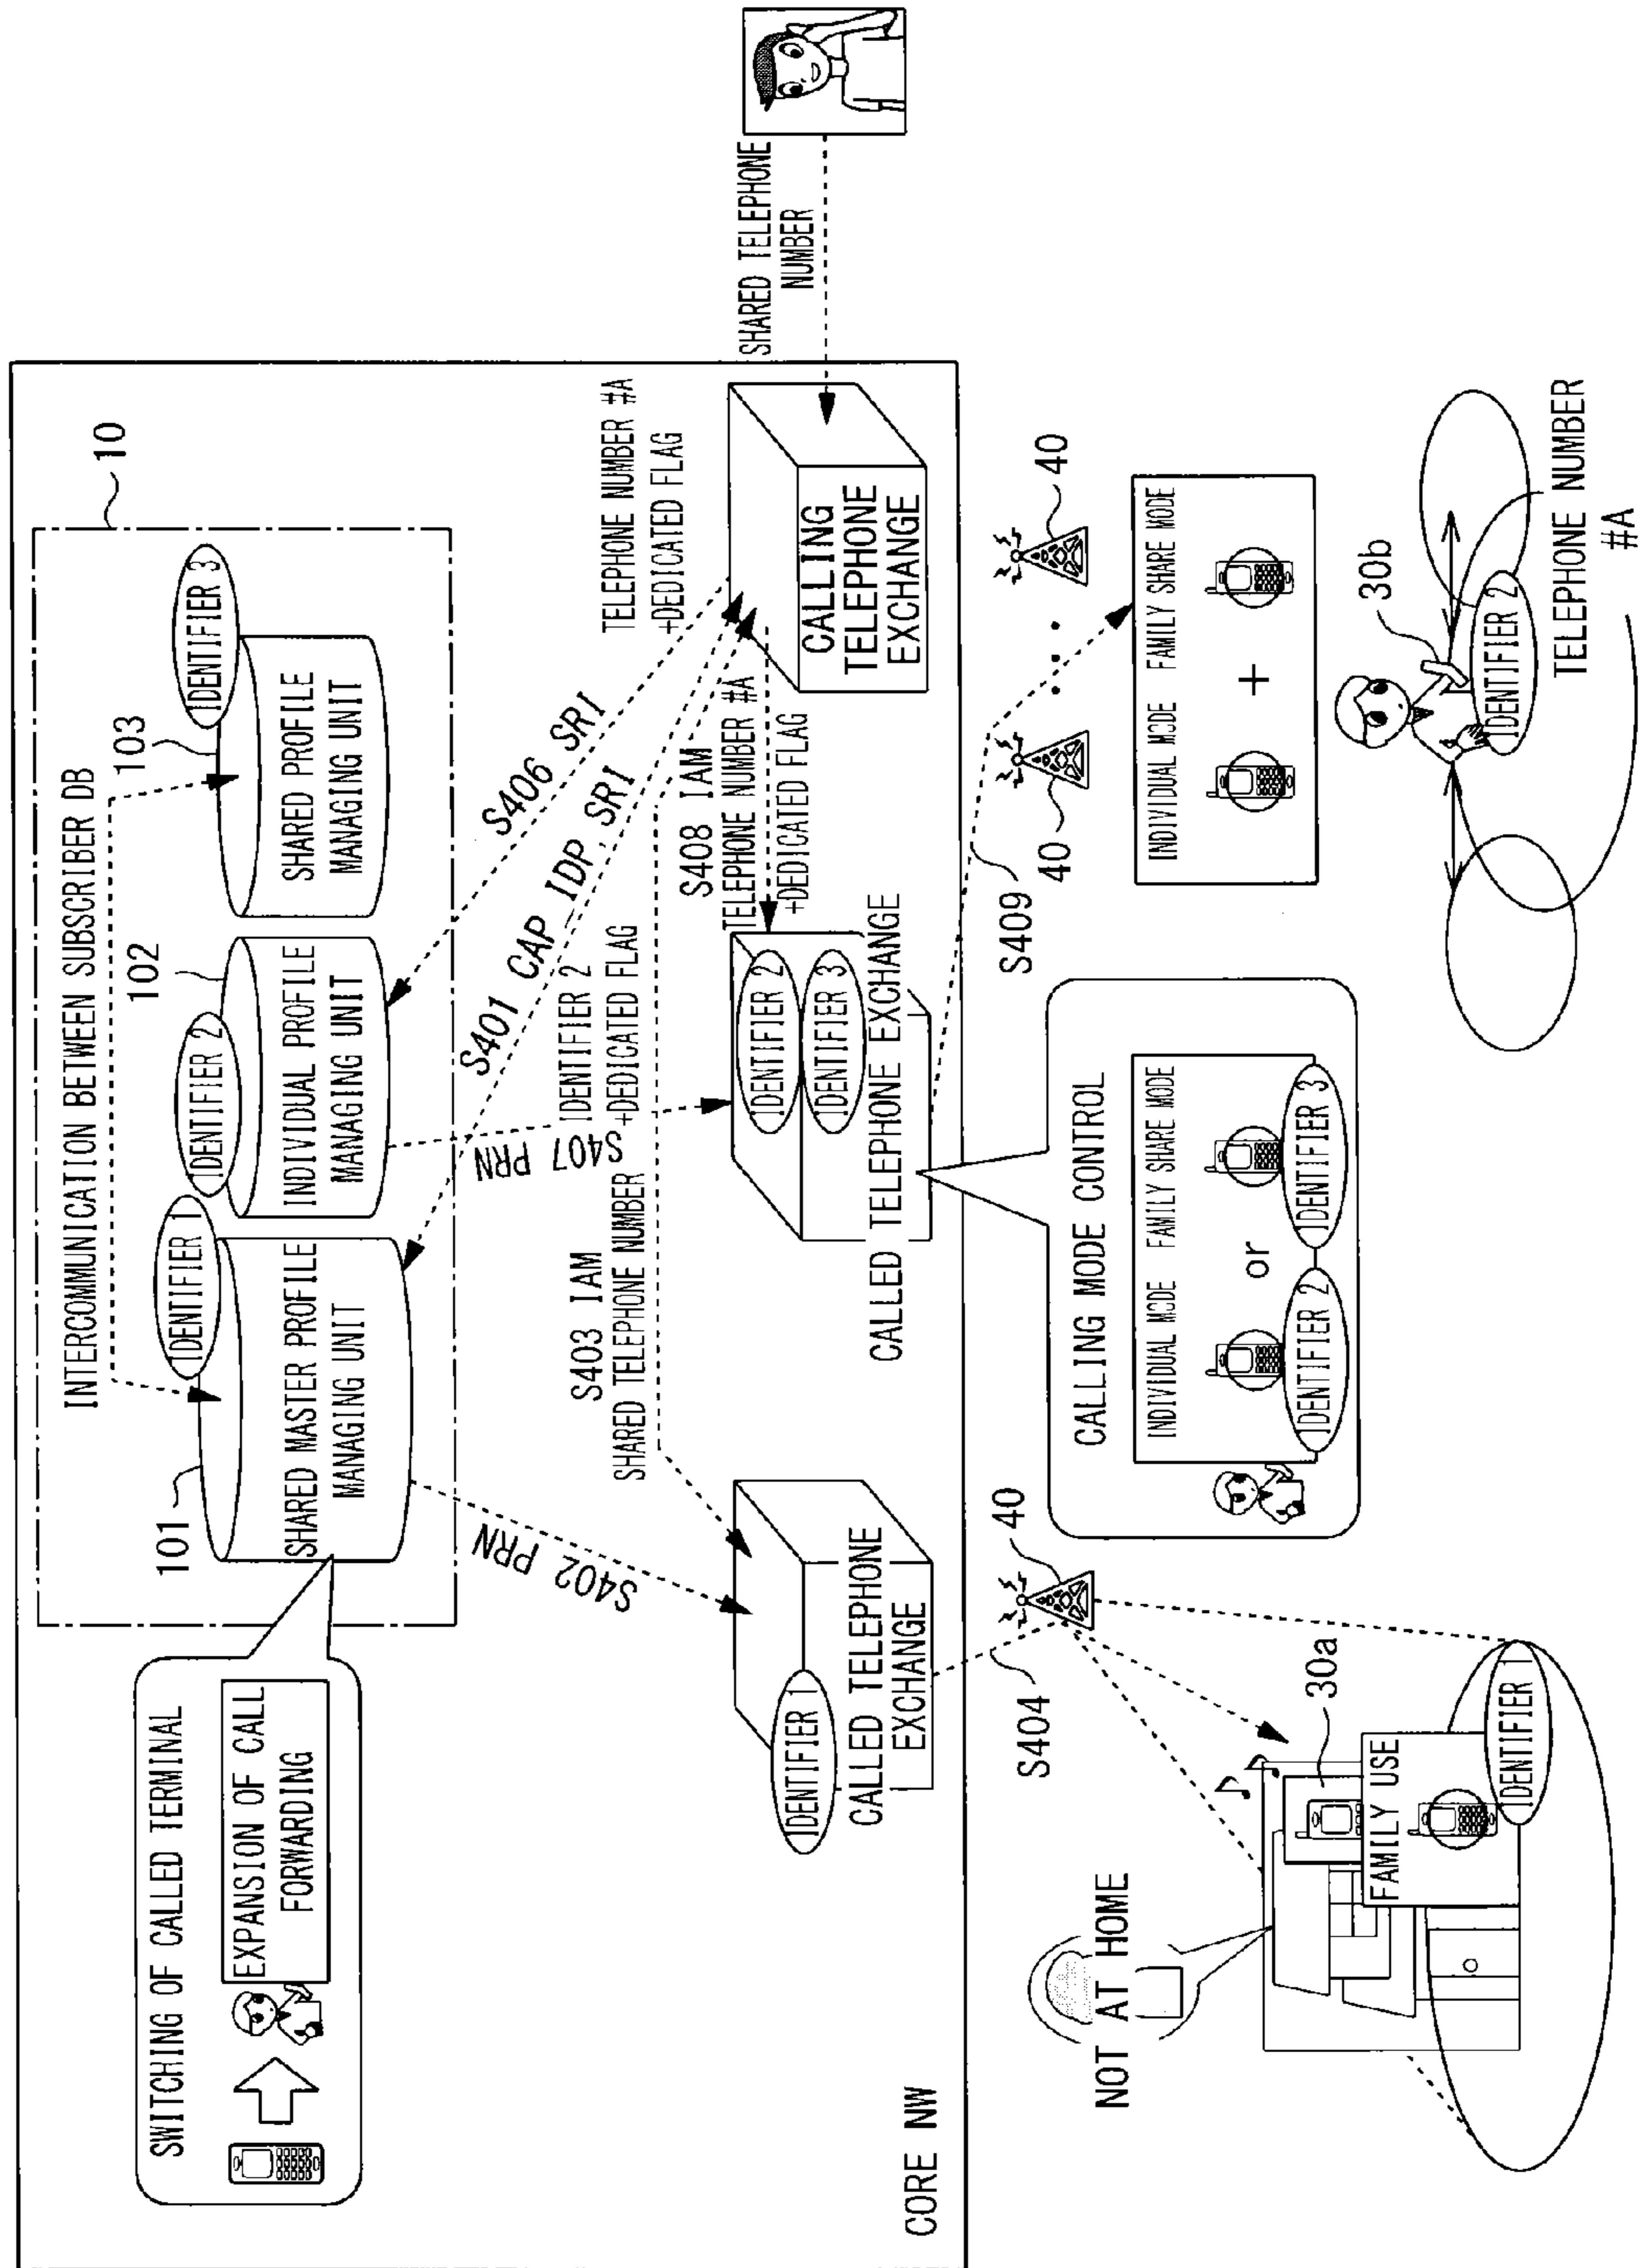 CORE NW
SWITCHING OF CALLED TERMINAL
EXPANSION OF CALL
FORWARDING
INTERCOMMUNICATION BETWEEN SUBSCRIBER DB
10
101
IDENTIFIER 1
SHARED MASTER PROFILE
MANAGING UNIT
102
IDENTIFIER 2
INDIVIDUAL PROFILE
MANAGING UNIT
103
IDENTIFIER 3
SHARED PROFILE
MANAGING UNIT
S402 PRN
S407 PRN
IDENTIFIER 2
+DEDICATED FLAG
S401 CAP IDP, SRI
S406 SRI
TELEPHONE NUMBER #A
+DEDICATED FLAG
S403 IAM
SHARED TELEPHONE NUMBER
S408 IAM
TELEPHONE NUMBER #A
+DEDICATED FLAG
IDENTIFIER 1
CALLED TELEPHONE
EXCHANGE
IDENTIFIER 2
IDENTIFIER 3
CALLED TELEPHONE EXCHANGE
CALLING
TELEPHONE
EXCHANGE
SHARED TELEPHONE
NUMBER
S404
40
S409
40
40
NOT AT HOME
30a
FAMILY USE
IDENTIFIER 1
CALLING MODE CONTROL
INDIVIDUAL MODE FAMILY SHARE MODE
or
IDENTIFIER 2
IDENTIFIER 3
INDIVIDUAL MODE FAMILY SHARE MODE
+
30b
IDENTIFIER 2
TELEPHONE NUMBER
#A